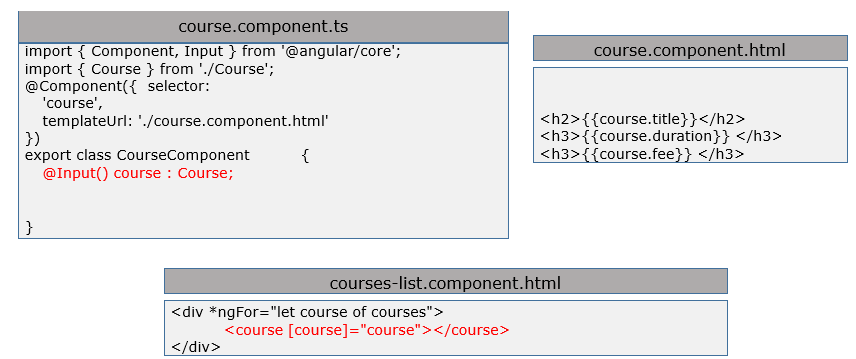 course.component.ts
import { Component, Input } from '@angular/core';
import { Course } from './Course';
@Component({  selector:
    'course',
    templateUrl: './course.component.html'
})
export class CourseComponent          {
    @Input() course : Course;
}
course.component.html
<h2>{{course.title}}</h2>
<h3>{{course.duration}} </h3>
<h3>{{course.fee}} </h3>
courses-list.component.html
<div *ngFor="let course of courses">
            <course [course]="course"></course>
</div>